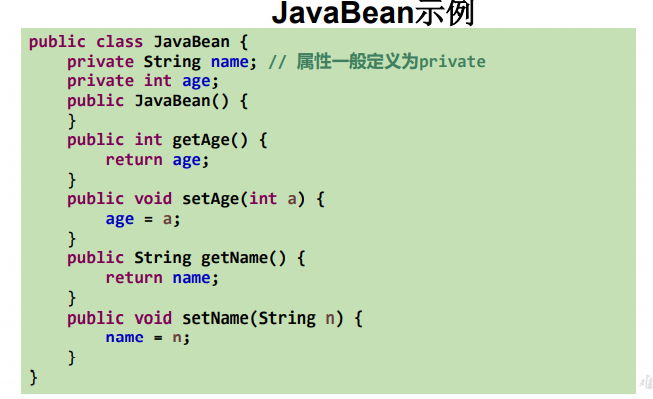 JavaBean示例
public class JavaBean {
    private String name; // 属性一般定义为private
    private int age;
    public JavaBean() {
    }
    public int getAge() {
        return age;
    }
    public void setAge(int a) {
        age = a;
    }
    public String getName() {
        return name;
    }
    public void setName(String n) {
        name = n;
    }
}